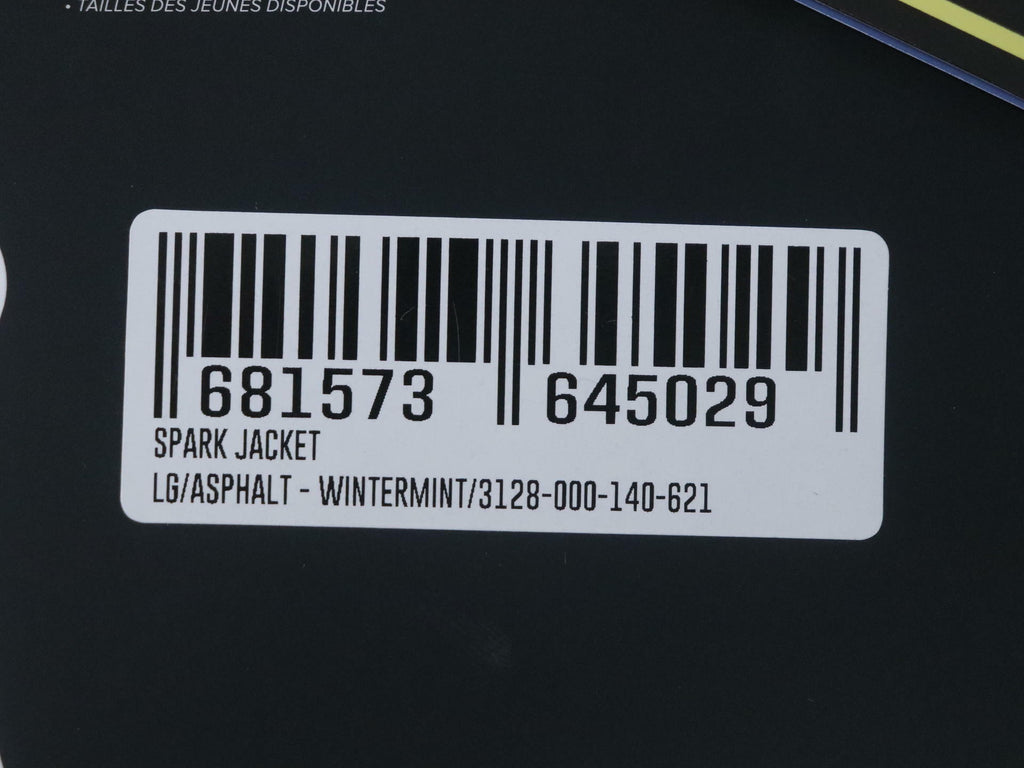 • TAILLES DES JEUNES DISPONIBLES
681573 645029
SPARK JACKET
LG/ASPHALT - WINTERMINT/3128-000-140-621